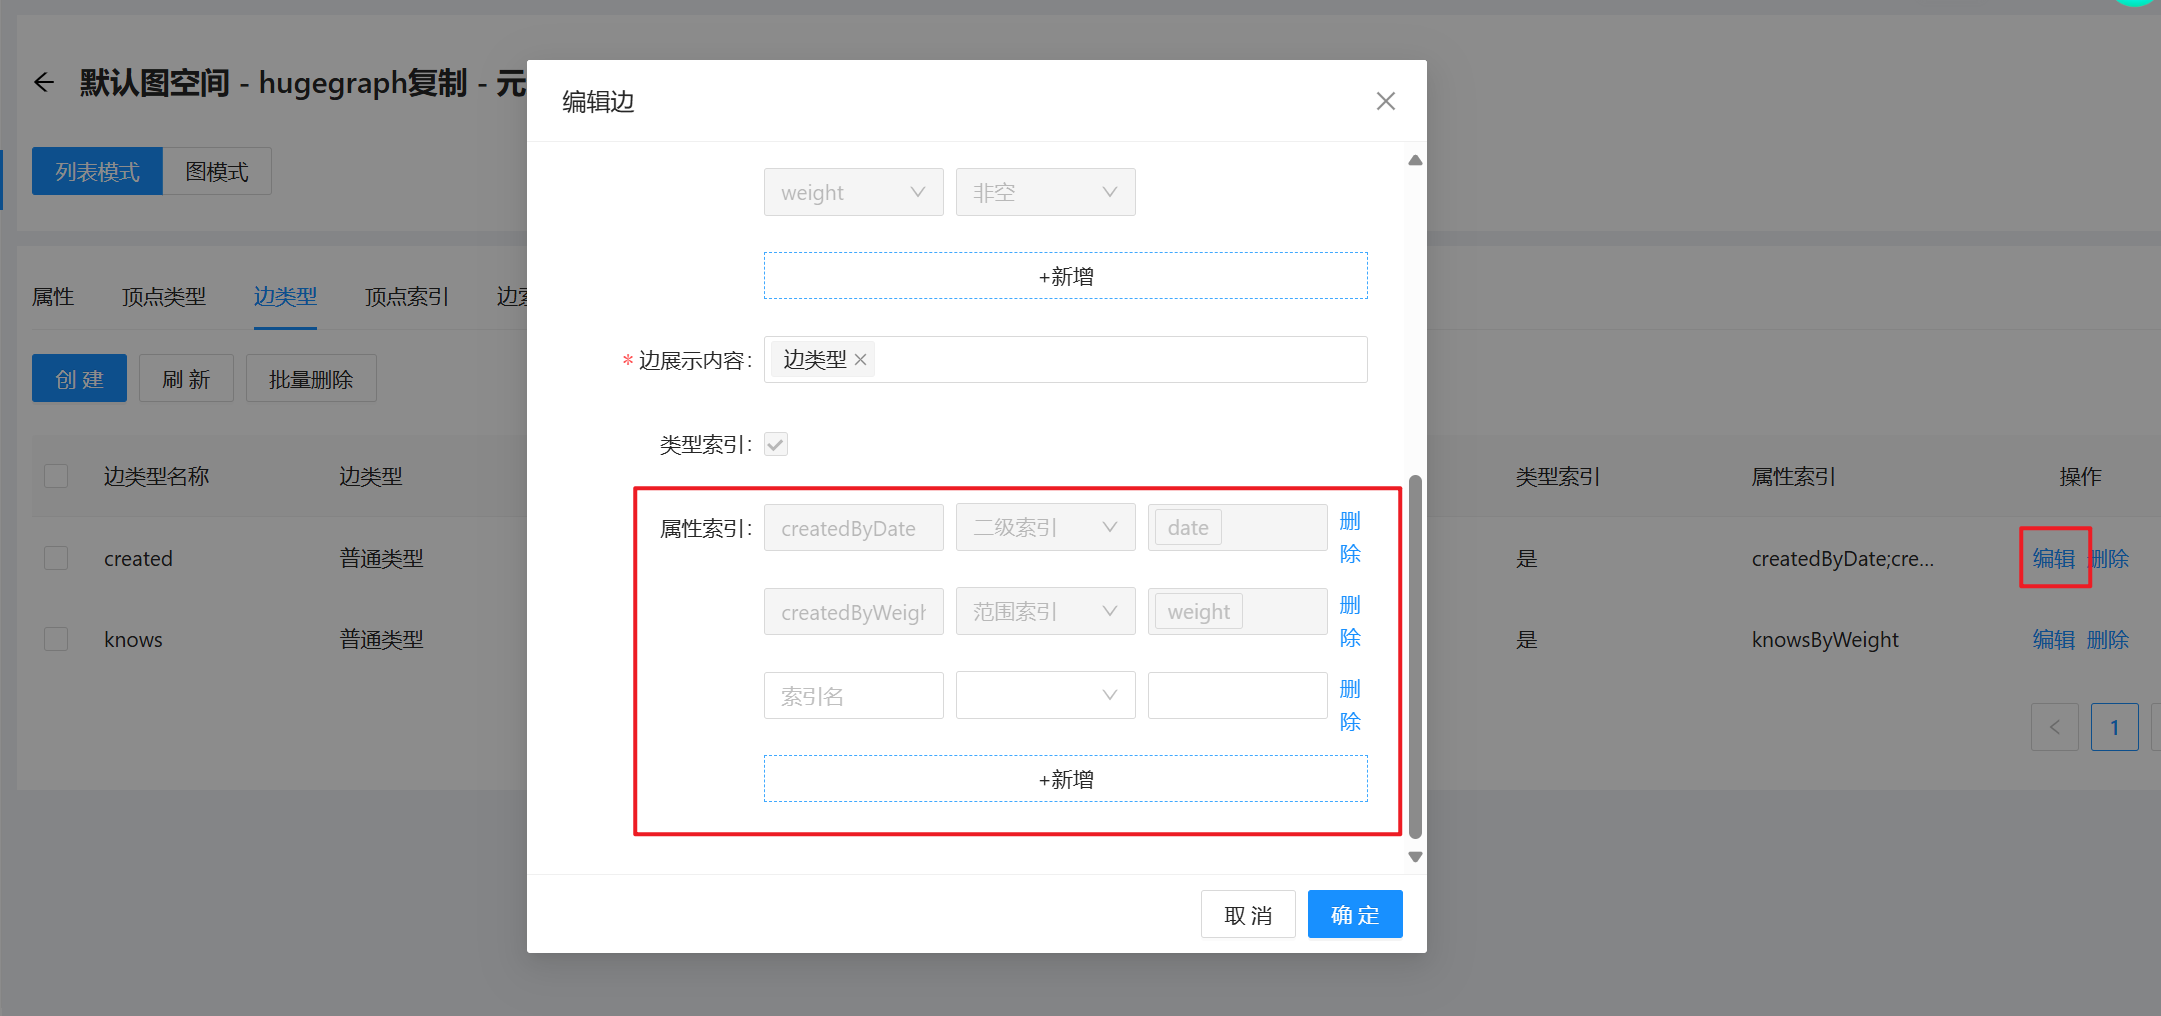 默认图空间 - hugegraph复制 - 元
列表模式
图模式
属性
顶点类型
边类型
顶点索引
创 建
刷 新
批量删除
边类型名称
边类型
类型索引
属性索引
操作
created
普通类型
是
createdByDate;cre...
编辑
删除
knows
普通类型
是
knowsByWeight
编辑
删除
1
编辑边
weight
非空
+新增
* 边展示内容:
边类型
类型索引:
属性索引:
createdByDate
二级索引
date
删
除
createdByWeigh
范围索引
weight
删
除
索引名
删
除
+新增
取 消
确 定